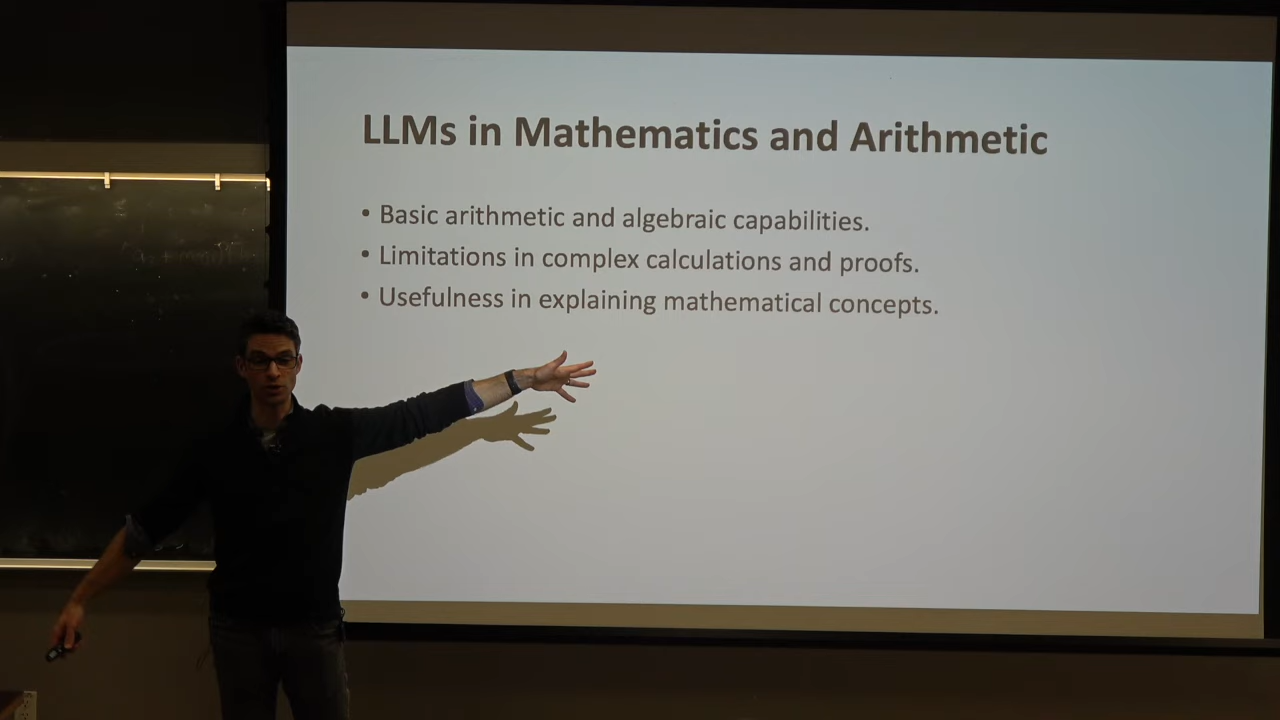 LLMs in Mathematics and Arithmetic
• Basic arithmetic and algebraic capabilities.
• Limitations in complex calculations and proofs.
• Usefulness in explaining mathematical concepts.